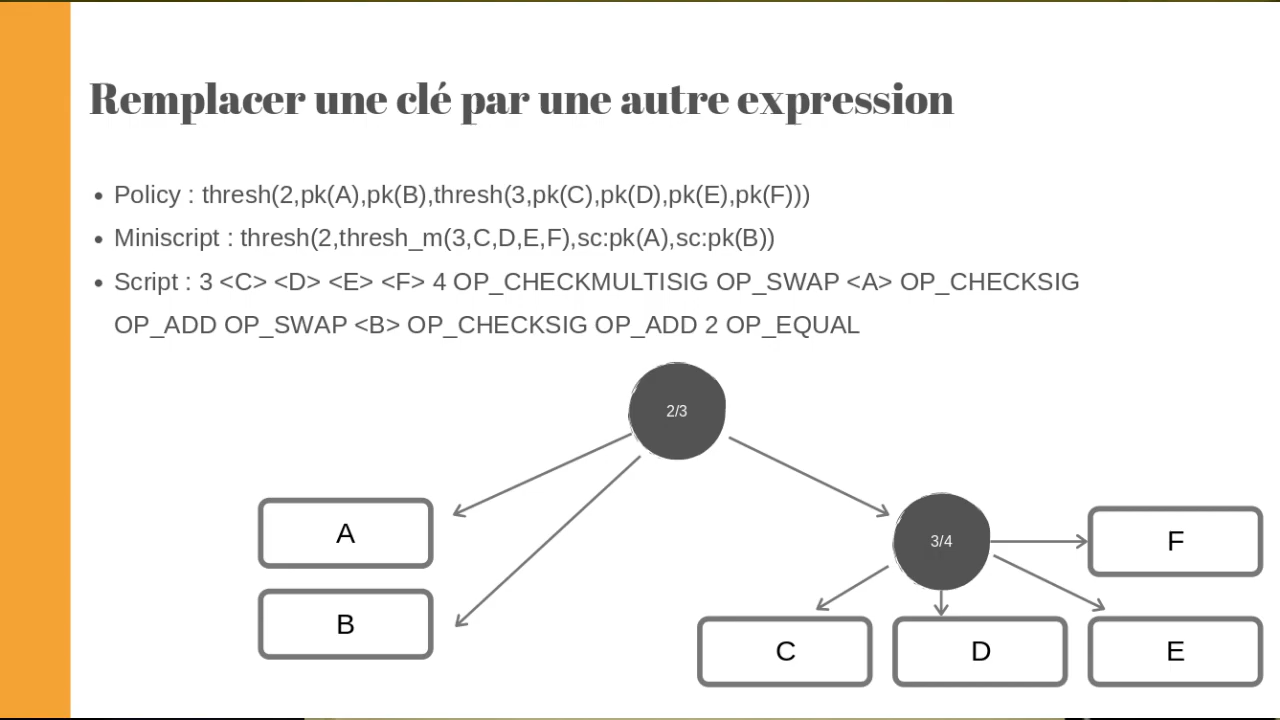 Remplacer une clé par une autre expression
• Policy : thresh(2,pk(A),pk(B),thresh(3,pk(C),pk(D),pk(E),pk(F)))
• Miniscript : thresh(2,thresh_m(3,C,D,E,F),sc:pk(A),sc:pk(B))
• Script : 3 <C> <D> <E> <F> 4 OP_CHECKMULTISIG OP_SWAP <A> OP_CHECKSIG
OP_ADD OP_SWAP <B> OP_CHECKSIG OP_ADD 2 OP_EQUAL
2/3
A
3/4
F
B
C
D
E